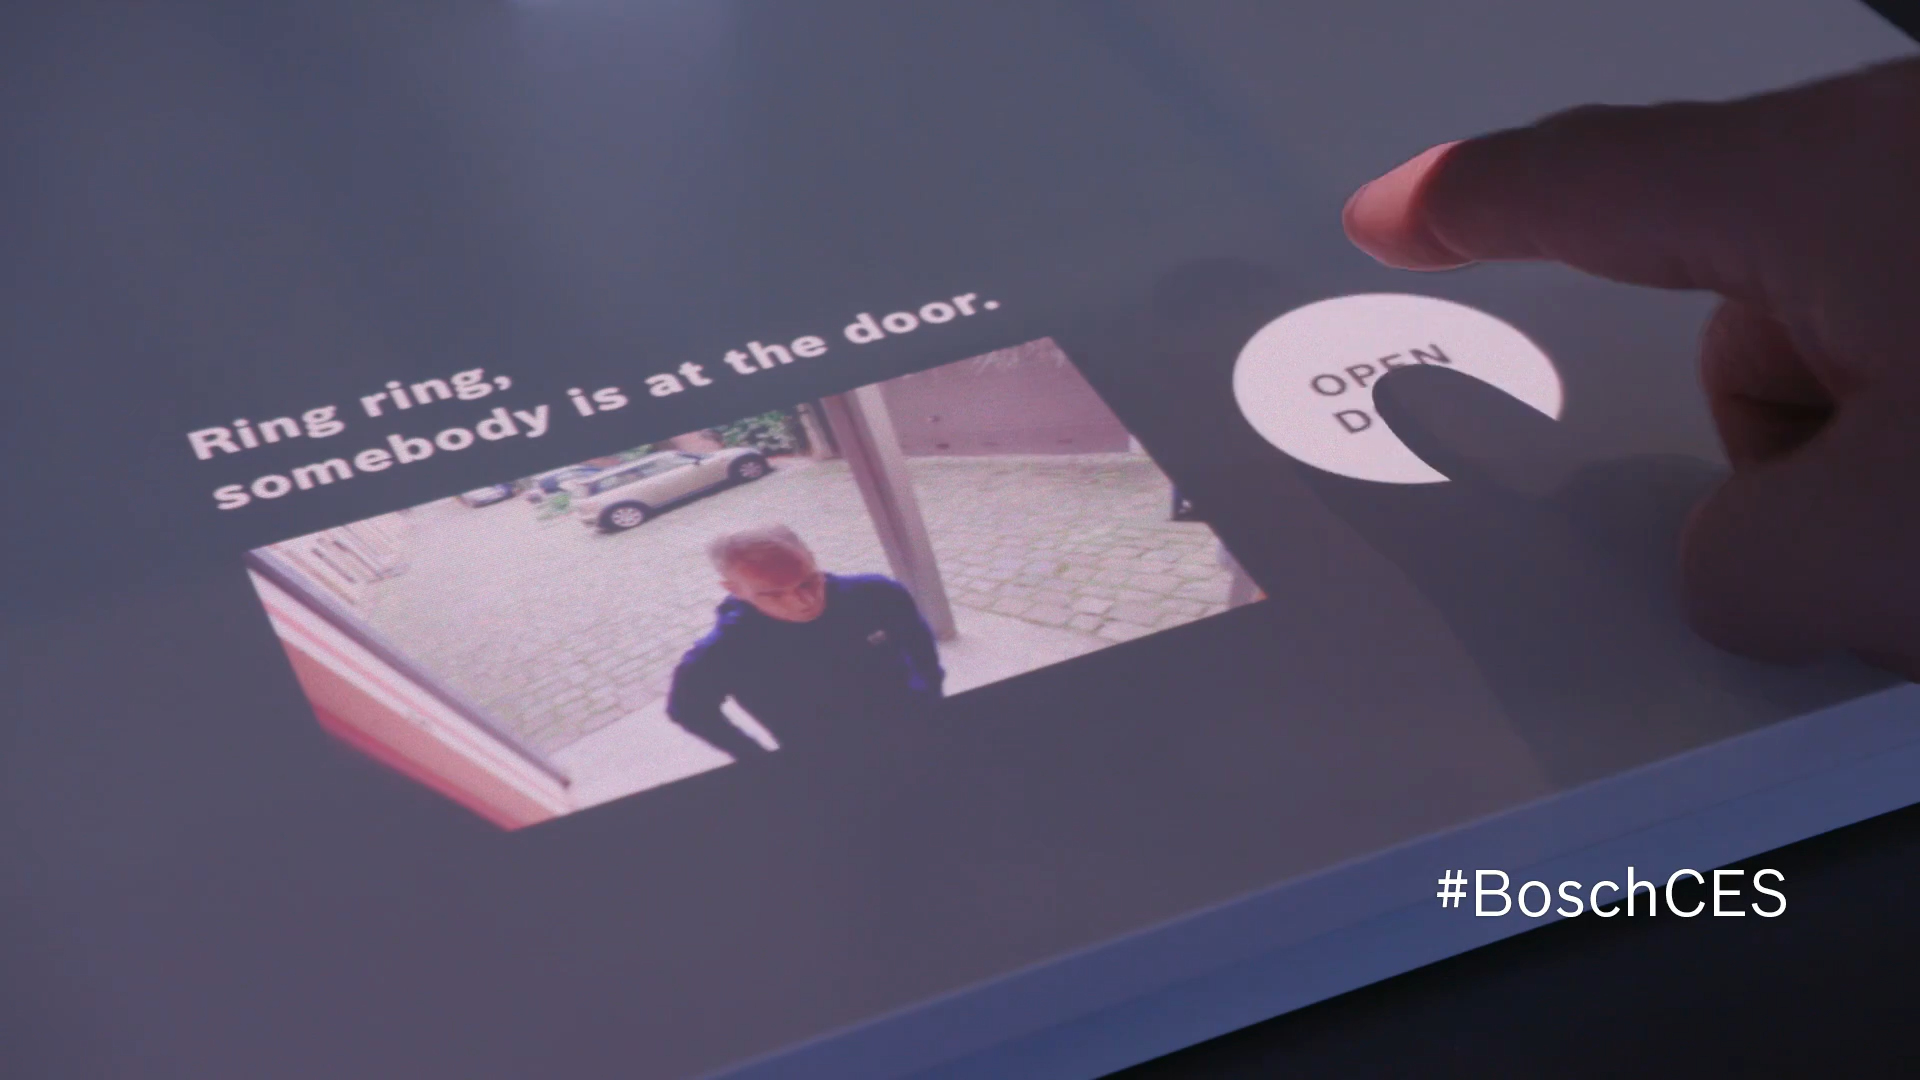 Ring ring,
somebody is at the door.
OPEN
#BoschCES